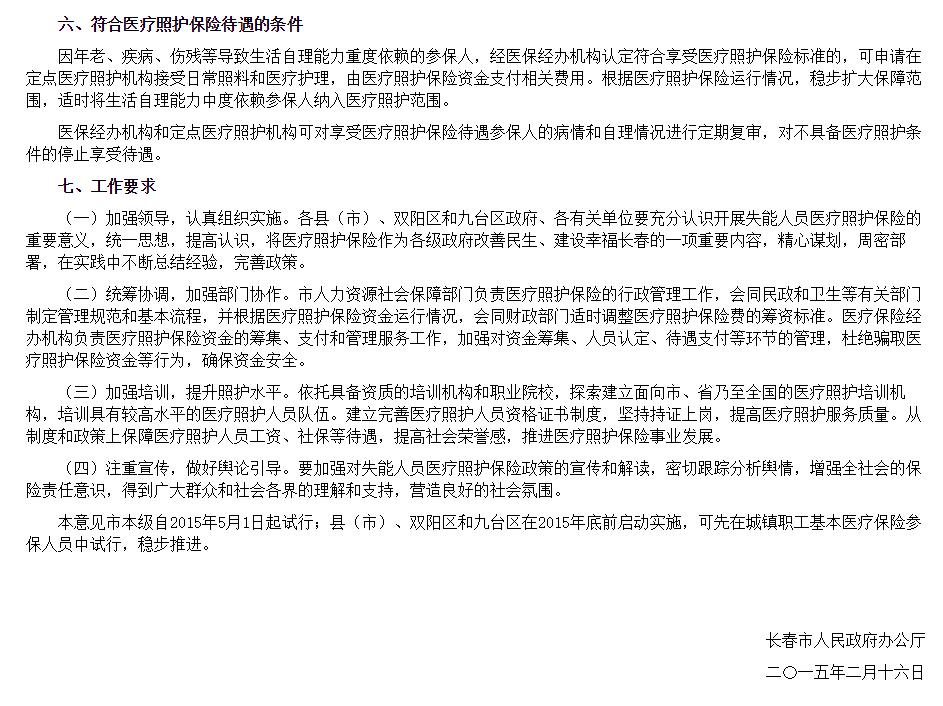 六、符合医疗照护保险待遇的条件
因年老、疾病、伤残等导致生活自理能力重度依赖的参保人，经医保经办机构认定符合享受医疗照护保险标准的，可申请在
定点医疗照护机构接受日常照料和医疗护理，由医疗照护保险资金支付相关费用。根据医疗照护保险运行情况，稳步扩大保障范
围，适时将生活自理能力中度依赖参保人纳入医疗照护范围。
医保经办机构和定点医疗照护机构可对享受医疗照护保险待遇参保人的病情和自理情况进行定期复审，对不具备医疗照护条
件的停止享受待遇。
七、工作要求
（一）加强领导，认真组织实施。各县（市）、双阳区和九台区政府、各有关单位要充分认识开展失能人员医疗照护保险的
重要意义，统一思想，提高认识，将医疗照护保险作为各级政府改善民生、建设幸福长春的一项重要内容，精心谋划，周密部
署，在实践中不断总结经验，完善政策。
（二）统筹协调，加强部门协作。市人力资源社会保障部门负责医疗照护保险的行政管理工作，会同民政和卫生等有关部门
制定管理规范和基本流程，并根据医疗照护保险资金运行情况，会同财政部门适时调整医疗照护保险费的筹资标准。医疗保险经
办机构负责医疗照护保险资金的筹集、支付和管理服务工作，加强对资金筹集、人员认定、待遇支付等环节的管理，杜绝骗取医
疗照护保险资金等行为，确保资金安全。
（三）加强培训，提升照护水平。依托具备资质的培训机构和职业院校，探索建立面向市、省乃至全国的医疗照护培训机
构，培训具有较高水平的医疗照护人员队伍。建立完善医疗照护人员资格证书制度，坚持持证上岗，提高医疗照护服务质量。从
制度和政策上保障医疗照护人员工资、社保等待遇，提高社会荣誉感，推进医疗照护保险事业发展。
（四）注重宣传，做好舆论引导。要加强对失能人员医疗照护保险政策的宣传和解读，密切跟踪分析舆情，增强全社会的保
险责任意识，得到广大群众和社会各界的理解和支持，营造良好的社会氛围。
本意见市本级自2015年5月1日起试行；县（市）、双阳区和九台区在2015年底前启动实施，可先在城镇职工基本医疗保险参
保人员中试行，稳步推进。
长春市人民政府办公厅
二〇一五年二月十六日